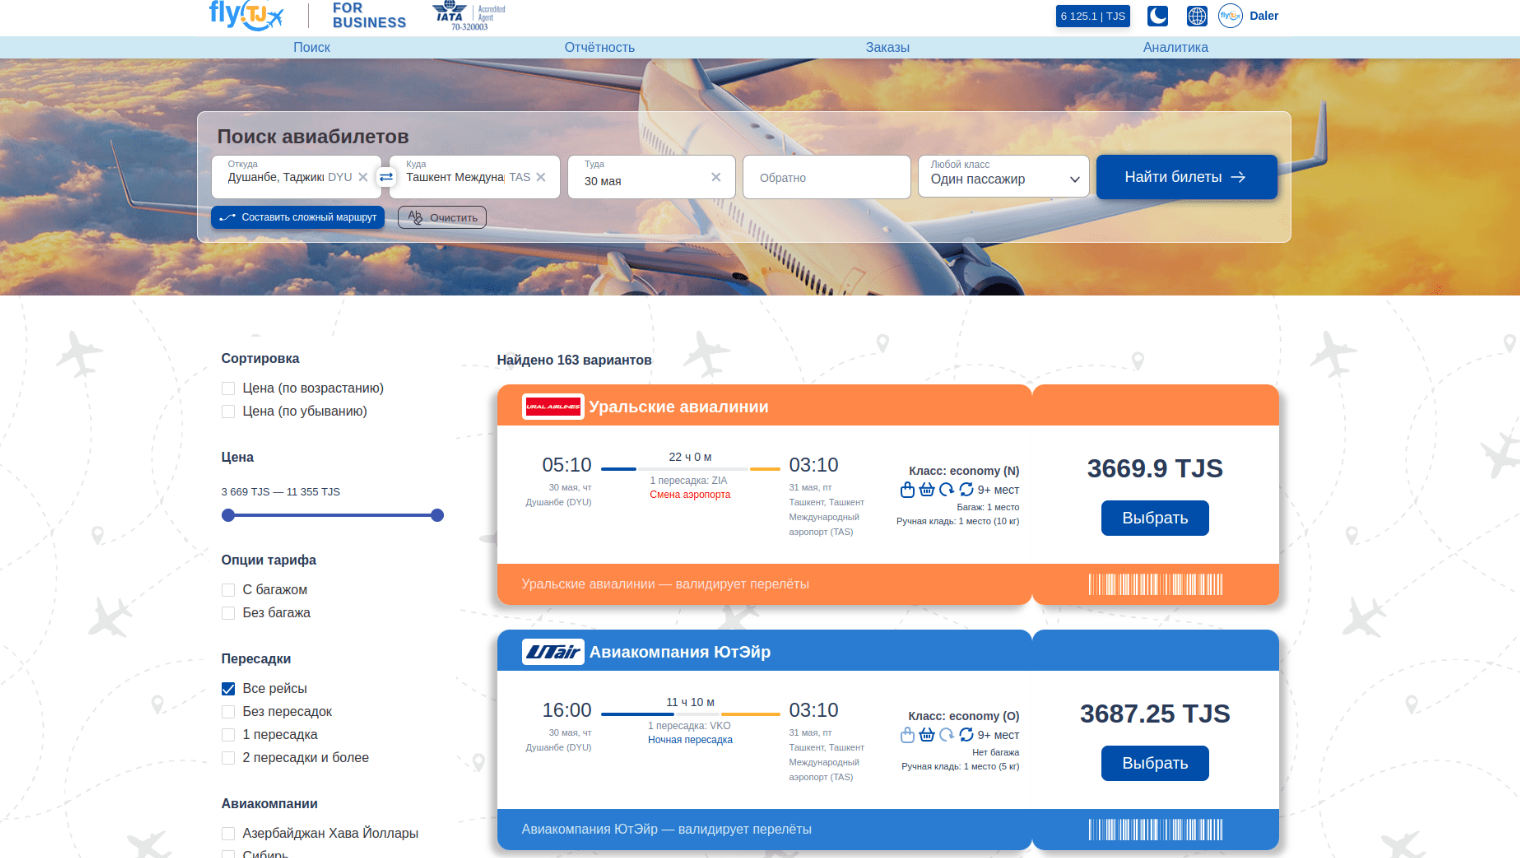 fly.TJ
FOR
BUSINESS
IATA
Accredited
Agent
70-320003
6 125.1 | TJS
Daler
Поиск
Отчётность
Заказы
Аналитика
Поиск авиабилетов
Откуда
Душанбе, Таджики DYU
Куда
Ташкент Междунар TAS
Туда
30 мая
Обратно
Любой класс
Один пассажир
Найти билеты
Составить сложный маршрут
Очистить
Сортировка
Цена (по возрастанию)
Цена (по убыванию)
Цена
3 669 TJS — 11 355 TJS
Опции тарифа
С багажом
Без багажа
Пересадки
Все рейсы
Без пересадок
1 пересадка
2 пересадки и более
Авиакомпании
Азербайджан Хава Йоллары
Сибирь
Найдено 163 вариантов
URAL AIRLINES Уральские авиалинии
05:10
22 ч 0 м
03:10
30 мая, чт
Душанбе (DYU)
1 пересадка: ZIA
Смена аэропорта
31 мая, пт
Ташкент, Ташкент
Международный
аэропорт (TAS)
Класс: economy (N)
9+ мест
Багаж: 1 место
Ручная кладь: 1 место (10 кг)
3669.9 TJS
Выбрать
Уральские авиалинии — валидирует перелёты
UTair Авиакомпания ЮтЭйр
16:00
11 ч 10 м
03:10
30 мая, чт
Душанбе (DYU)
1 пересадка: VKO
Ночная пересадка
31 мая, пт
Ташкент, Ташкент
Международный
аэропорт (TAS)
Класс: economy (O)
9+ мест
Нет багажа
Ручная кладь: 1 место (5 кг)
3687.25 TJS
Выбрать
Авиакомпания ЮтЭйр — валидирует перелёты